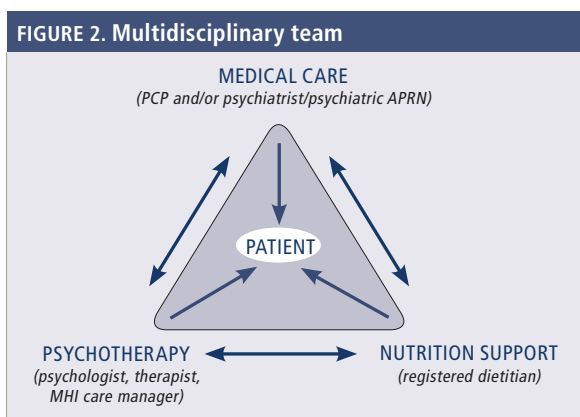 FIGURE 2. Multidisciplinary team
MEDICAL CARE
(PCP and/or psychiatrist/psychiatric APRN)
PATIENT
PSYCHOTHERAPY
(psychologist, therapist,
MHI care manager)
NUTRITION SUPPORT
(registered dietitian)